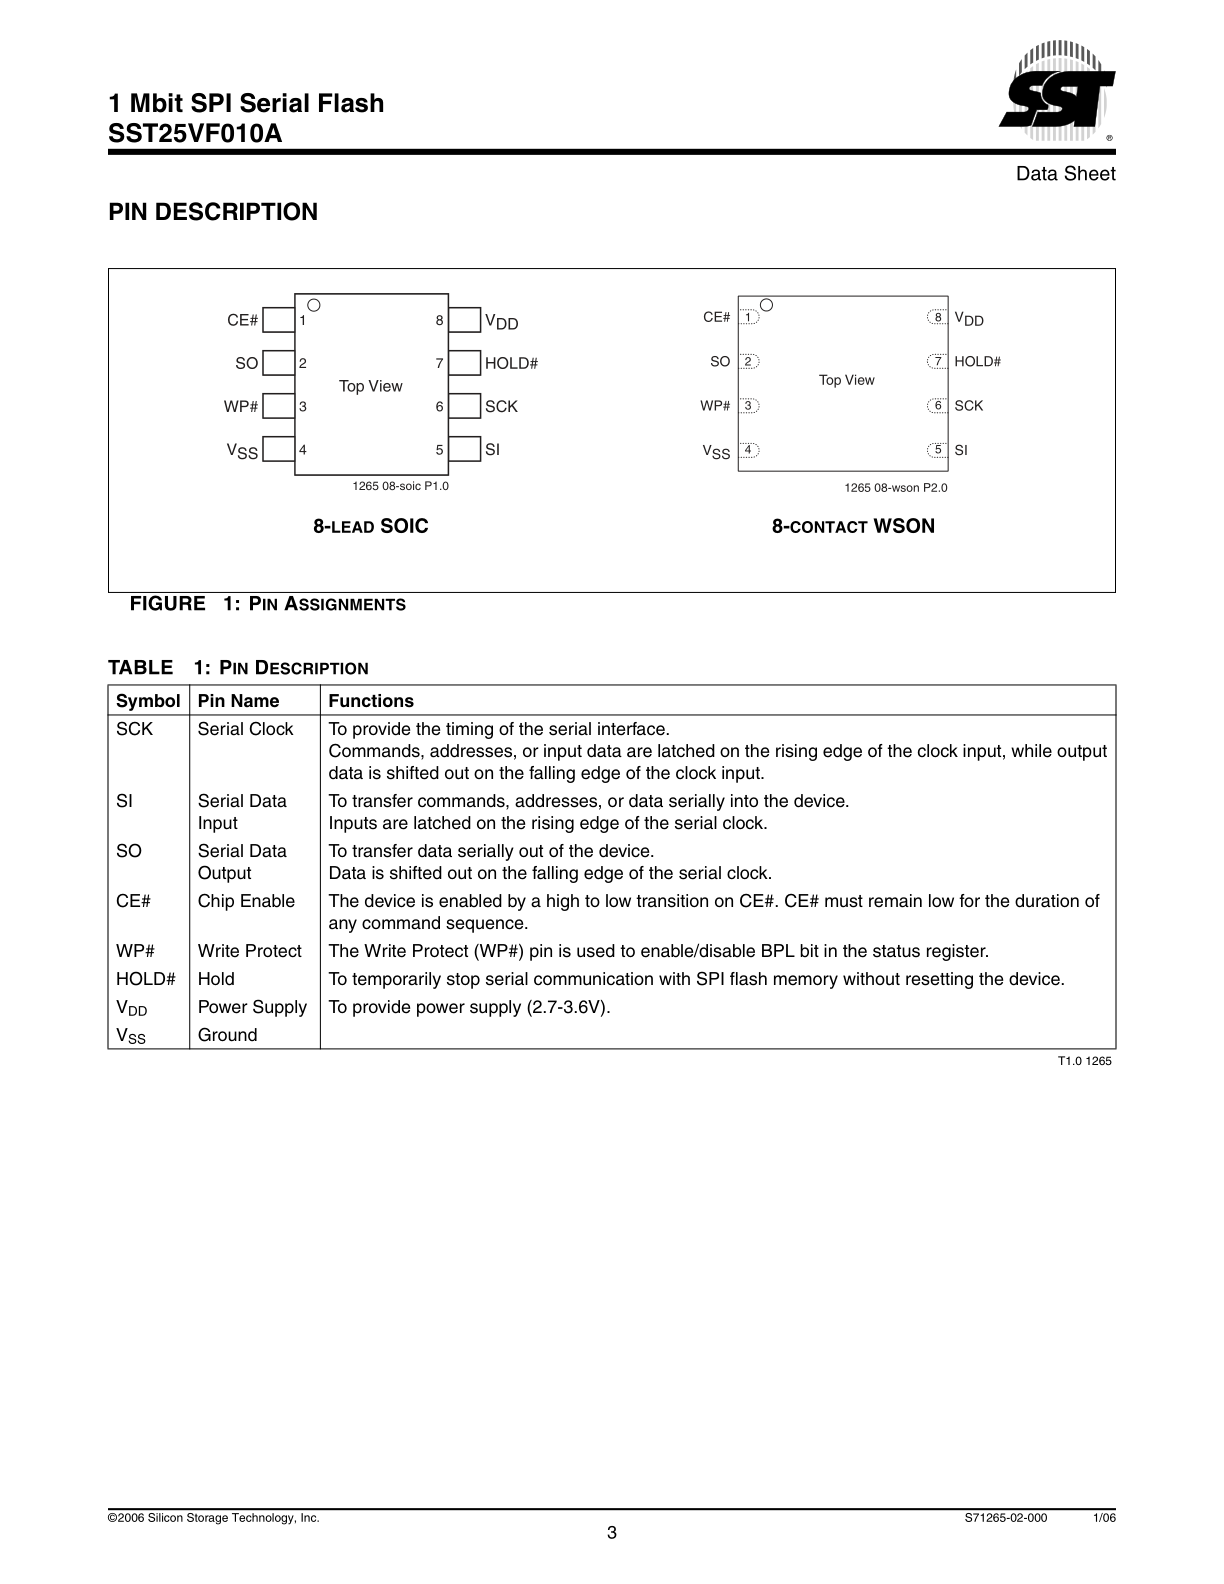 1 Mbit SPI Serial Flash
SST25VF010A
SST
®
Data Sheet
PIN DESCRIPTION
CE# 1 8 VDD
SO 2 7 HOLD#
Top View
WP# 3 6 SCK
VSS 4 5 SI
1265 08-soic P1.0
8-LEAD SOIC
CE# 1 8 VDD
SO 2 7 HOLD#
Top View
WP# 3 6 SCK
VSS 4 5 SI
1265 08-wson P2.0
8-CONTACT WSON
FIGURE 1: PIN ASSIGNMENTS
TABLE 1: PIN DESCRIPTION
Symbol Pin Name Functions
SCK Serial Clock To provide the timing of the serial interface.
Commands, addresses, or input data are latched on the rising edge of the clock input, while output
data is shifted out on the falling edge of the clock input.
SI Serial Data To transfer commands, addresses, or data serially into the device.
Input Inputs are latched on the rising edge of the serial clock.
SO Serial Data To transfer data serially out of the device.
Output Data is shifted out on the falling edge of the serial clock.
CE# Chip Enable The device is enabled by a high to low transition on CE#. CE# must remain low for the duration of
any command sequence.
WP# Write Protect The Write Protect (WP#) pin is used to enable/disable BPL bit in the status register.
HOLD# Hold To temporarily stop serial communication with SPI flash memory without resetting the device.
VDD Power Supply To provide power supply (2.7-3.6V).
VSS Ground
T1.0 1265
©2006 Silicon Storage Technology, Inc. S71265-02-000 1/06
3